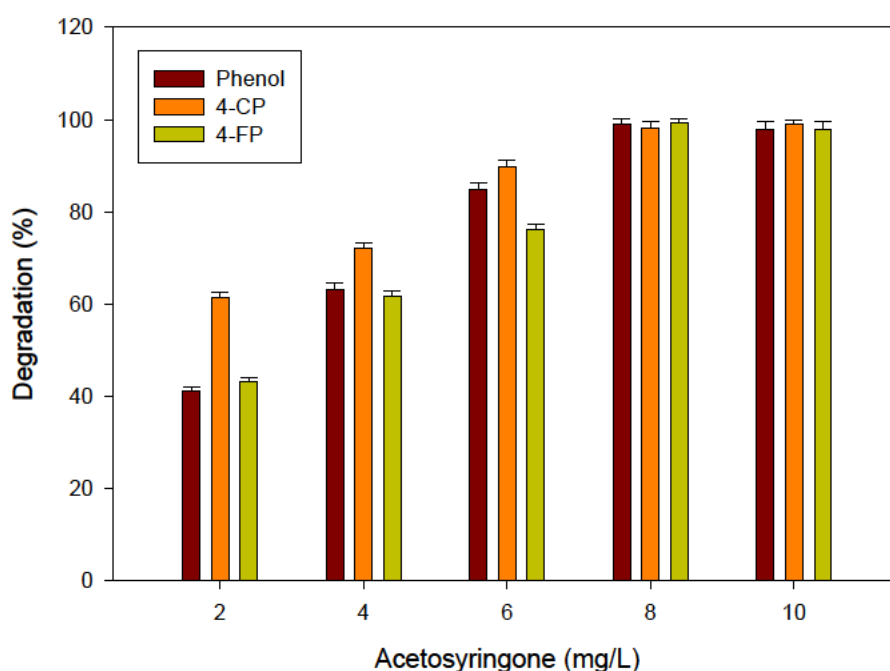 120
100
80
60
40
20
0
Degradation (%)
Phenol
4-CP
4-FP
2 4 6 8 10
Acetosyringone (mg/L)